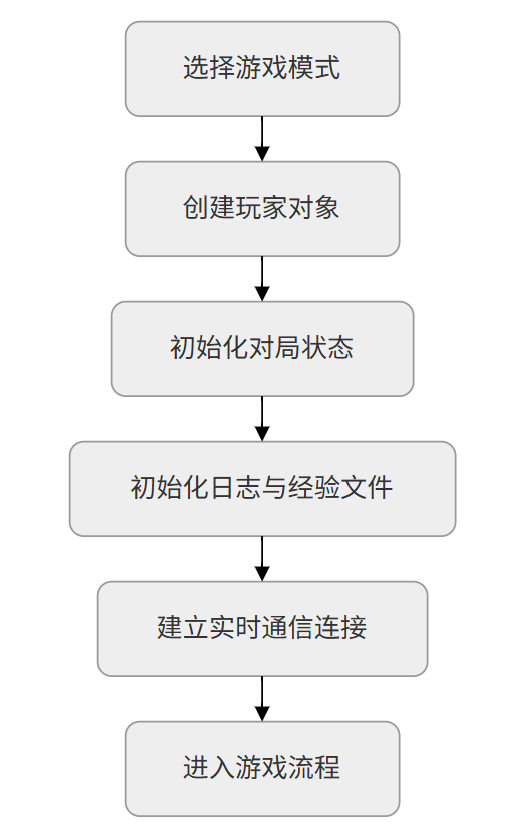 选择游戏模式
创建玩家对象
初始化对局状态
初始化日志与经验文件
建立实时通信连接
进入游戏流程